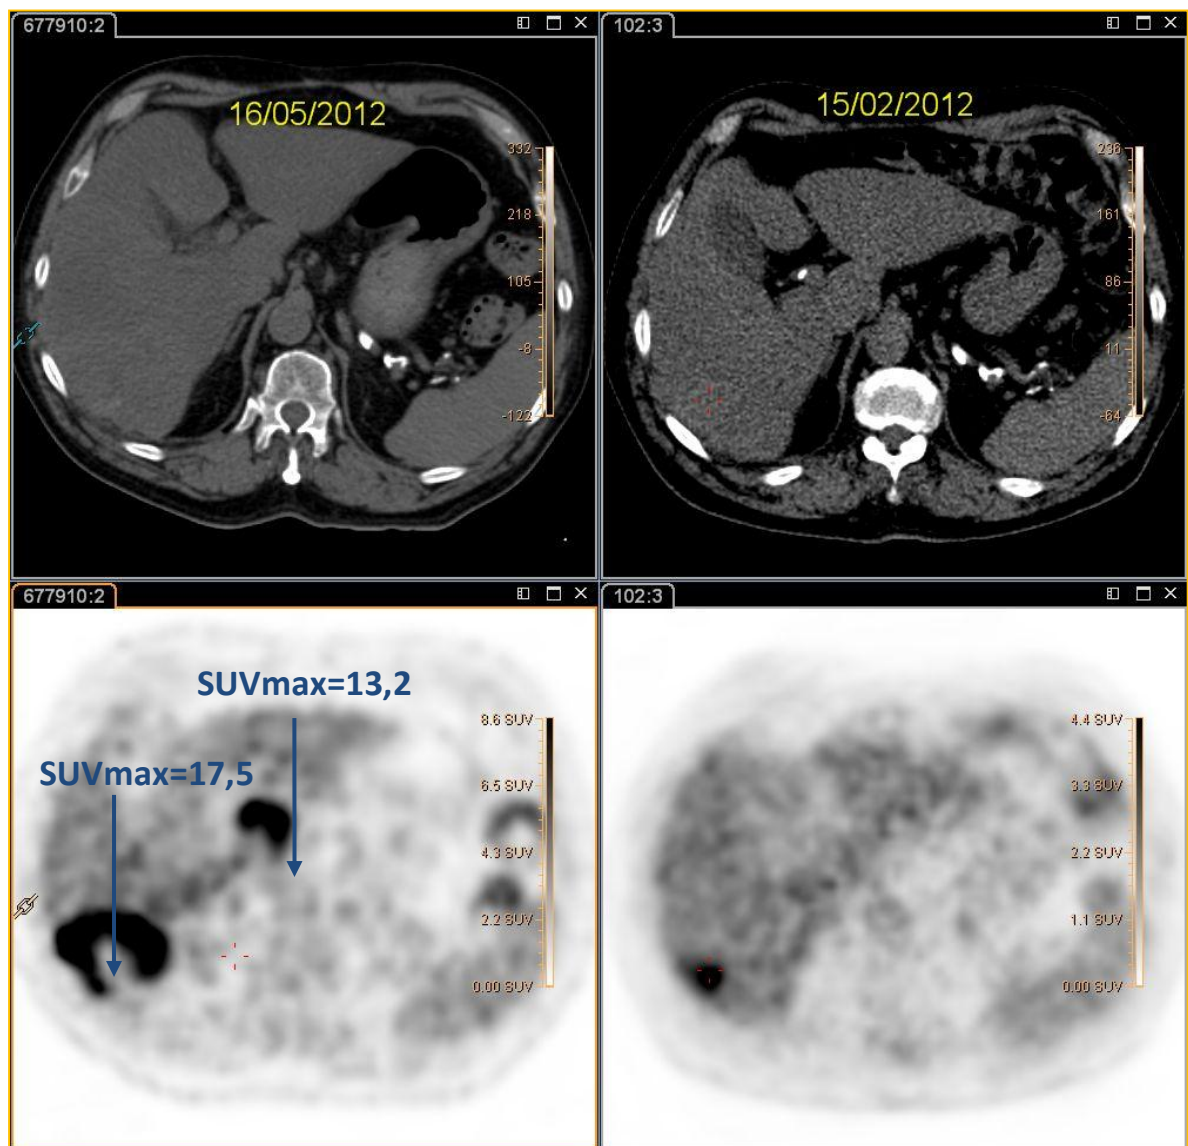 677910:2
102:3
16/05/2012
15/02/2012
332
218
105
-8
-122
236
161
86
11
-64
677910:2
102:3
SUVmax=13,2
SUVmax=17,5
8.6 SUV
6.5 SUV
4.3 SUV
2.2 SUV
0.00 SUV
4.4 SUV
3.3 SUV
2.2 SUV
1.1 SUV
0.00 SUV